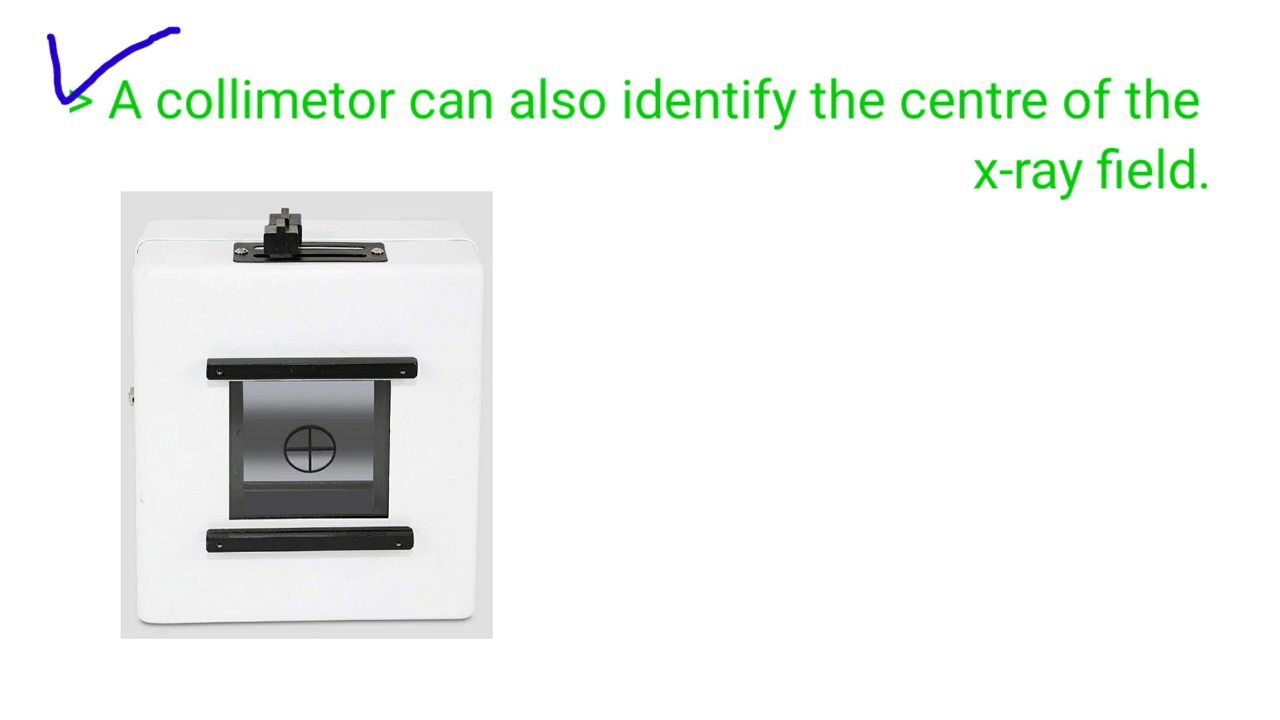 > A collimetor can also identify the centre of the
x-ray field.